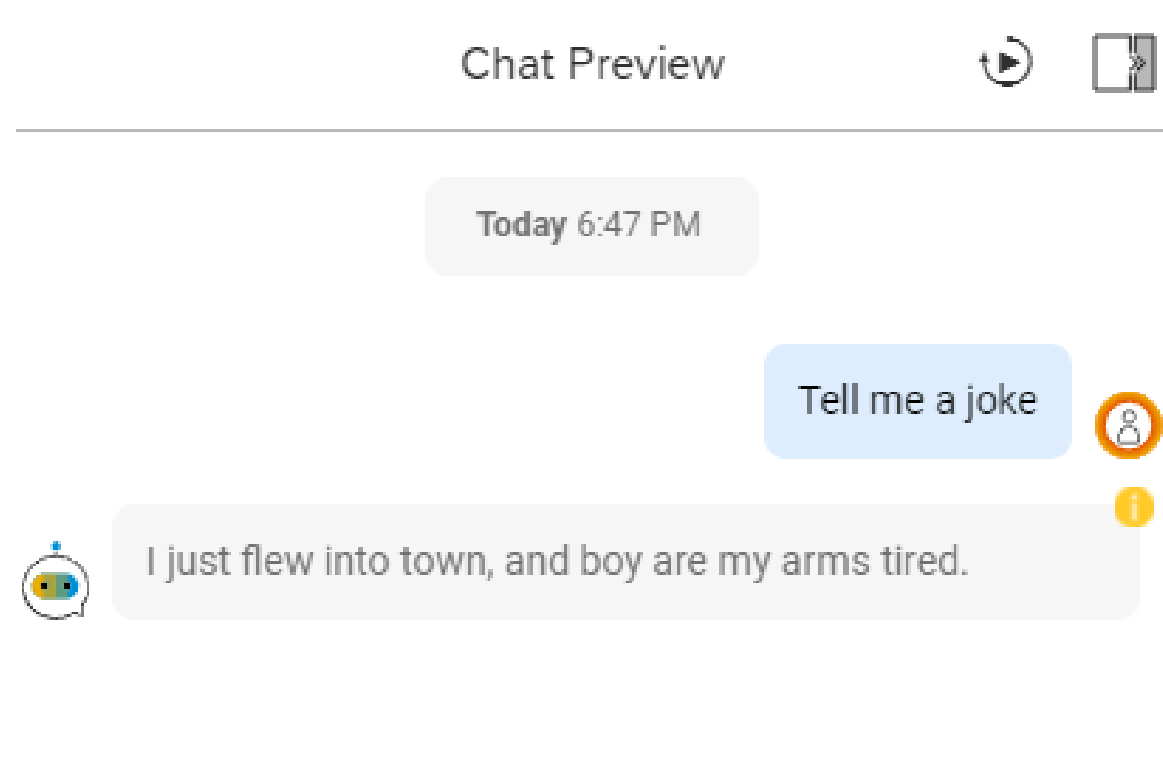 Chat Preview
Today 6:47 PM
Tell me a joke
i
I just flew into town, and boy are my arms tired.